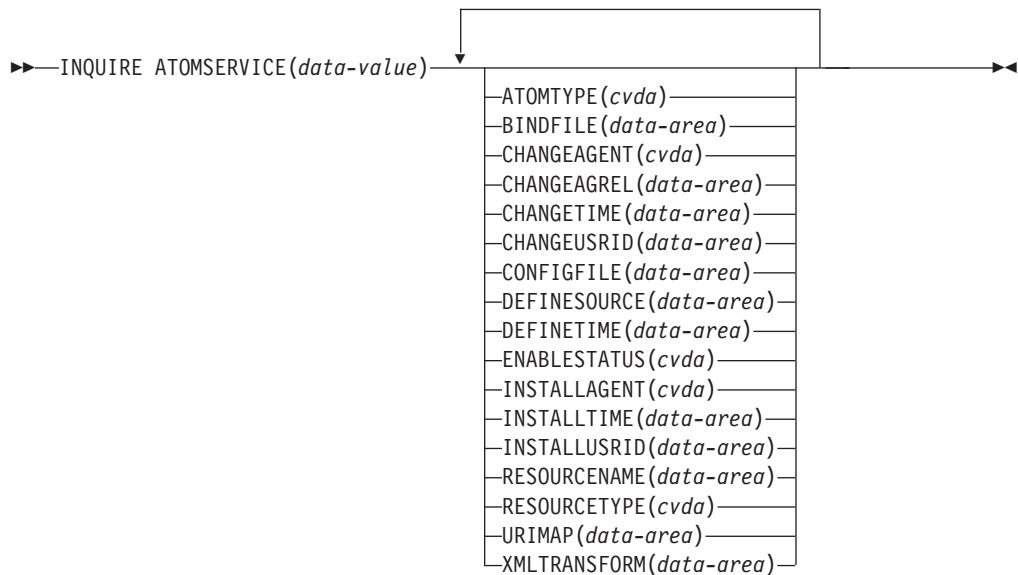 INQUIRE ATOMSERVICE(data-value)
ATOMTYPE(cvda)
BINDFILE(data-area)
CHANGEAGENT(cvda)
CHANGEAGREL(data-area)
CHANGETIME(data-area)
CHANGEUSRID(data-area)
CONFIGFILE(data-area)
DEFINESOURCE(data-area)
DEFINETIME(data-area)
ENABLESTATUS(cvda)
INSTALLAGENT(cvda)
INSTALLTIME(data-area)
INSTALLUSRID(data-area)
RESOURCENAME(data-area)
RESOURCETYPE(cvda)
URIMAP(data-area)
XMLTRANSFORM(data-area)